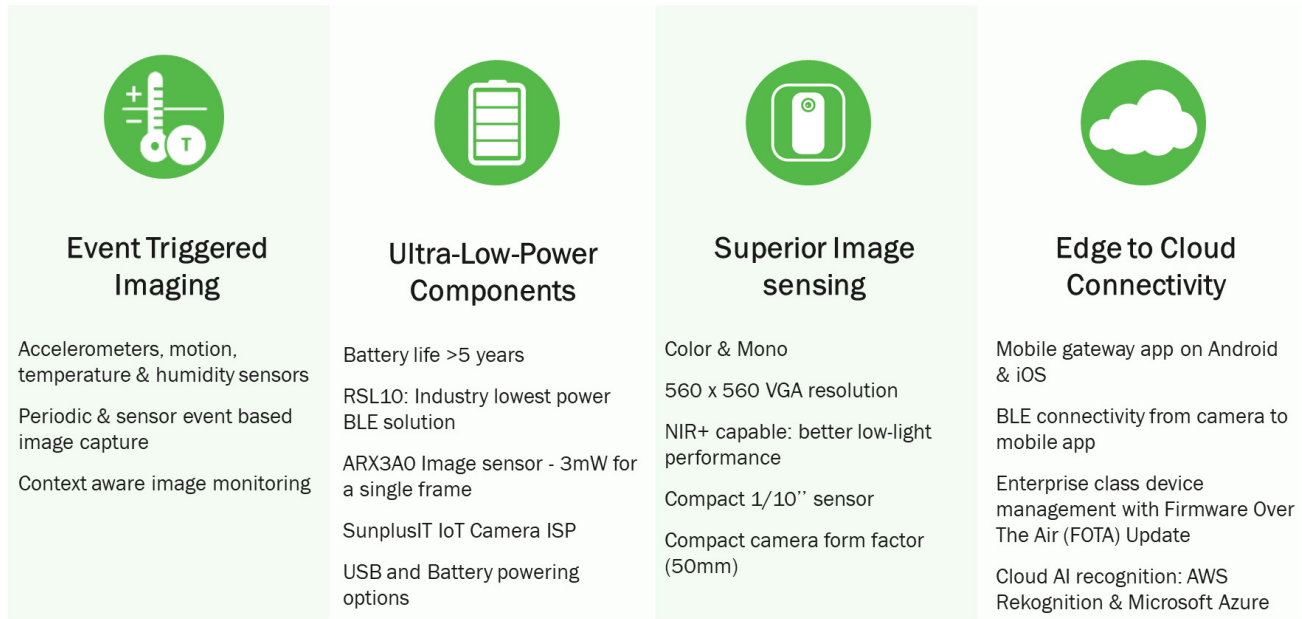 T
Event Triggered
Imaging
Accelerometers, motion,
temperature & humidity sensors
Periodic & sensor event based
image capture
Context aware image monitoring
Ultra-Low-Power
Components
Battery life >5 years
RSL10: Industry lowest power
BLE solution
ARX3A0 Image sensor - 3mW for
a single frame
SunplusIT IoT Camera ISP
USB and Battery powering
options
Superior Image
sensing
Color & Mono
560 x 560 VGA resolution
NIR+ capable: better low-light
performance
Compact 1/10’’ sensor
Compact camera form factor
(50mm)
Edge to Cloud
Connectivity
Mobile gateway app on Android
& iOS
BLE connectivity from camera to
mobile app
Enterprise class device
management with Firmware Over
The Air (FOTA) Update
Cloud AI recognition: AWS
Rekognition & Microsoft Azure